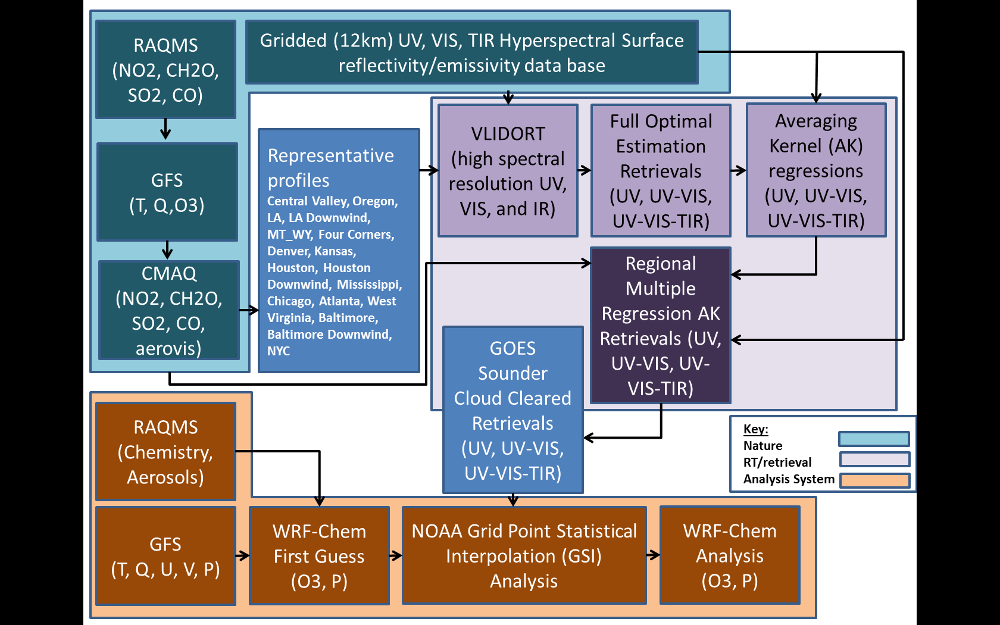 RAQMS
(NO2, CH2O,
SO2, CO)
Gridded (12km) UV, VIS, TIR Hyperspectral Surface
reflectivity/emissivity data base
GFS
(T, Q,O3)
CMAQ
(NO2, CH2O,
SO2, CO,
aerovis)
Representative
profiles
Central Valley, Oregon,
LA, LA Downwind,
MT_WY, Four Corners,
Denver, Kansas,
Houston, Houston
Downwind, Mississippi,
Chicago, Atlanta, West
Virginia, Baltimore,
Baltimore Downwind,
NYC
VLIDORT
(high spectral
resolution UV,
VIS, and IR)
Full Optimal
Estimation
Retrievals
(UV, UV-VIS,
UV-VIS-TIR)
Averaging
Kernel (AK)
regressions
(UV, UV-VIS,
UV-VIS-TIR)
Regional
Multiple
Regression AK
Retrievals (UV,
UV-VIS, UV-
VIS-TIR)
GOES
Sounder
Cloud Cleared
Retrievals
(UV, UV-VIS,
UV-VIS-TIR)
Key:
Nature
RT/retrieval
Analysis System
RAQMS
(Chemistry,
Aerosols)
GFS
(T, Q, U, V, P)
WRF-Chem
First Guess
(O3, P)
NOAA Grid Point Statistical
Interpolation (GSI)
Analysis
WRF-Chem
Analysis
(O3, P)